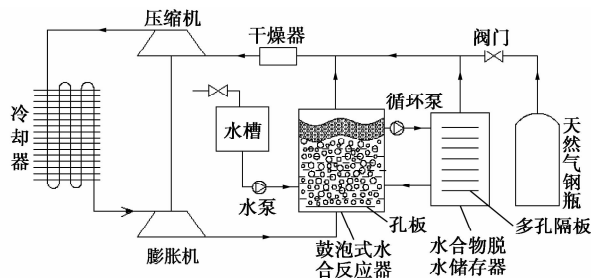 压缩机
干燥器
阀门
冷却器
水槽
循环泵
天然气钢瓶
水泵
孔板
多孔隔板
膨胀机
鼓泡式水
合反应器
水合物脱
水储存器